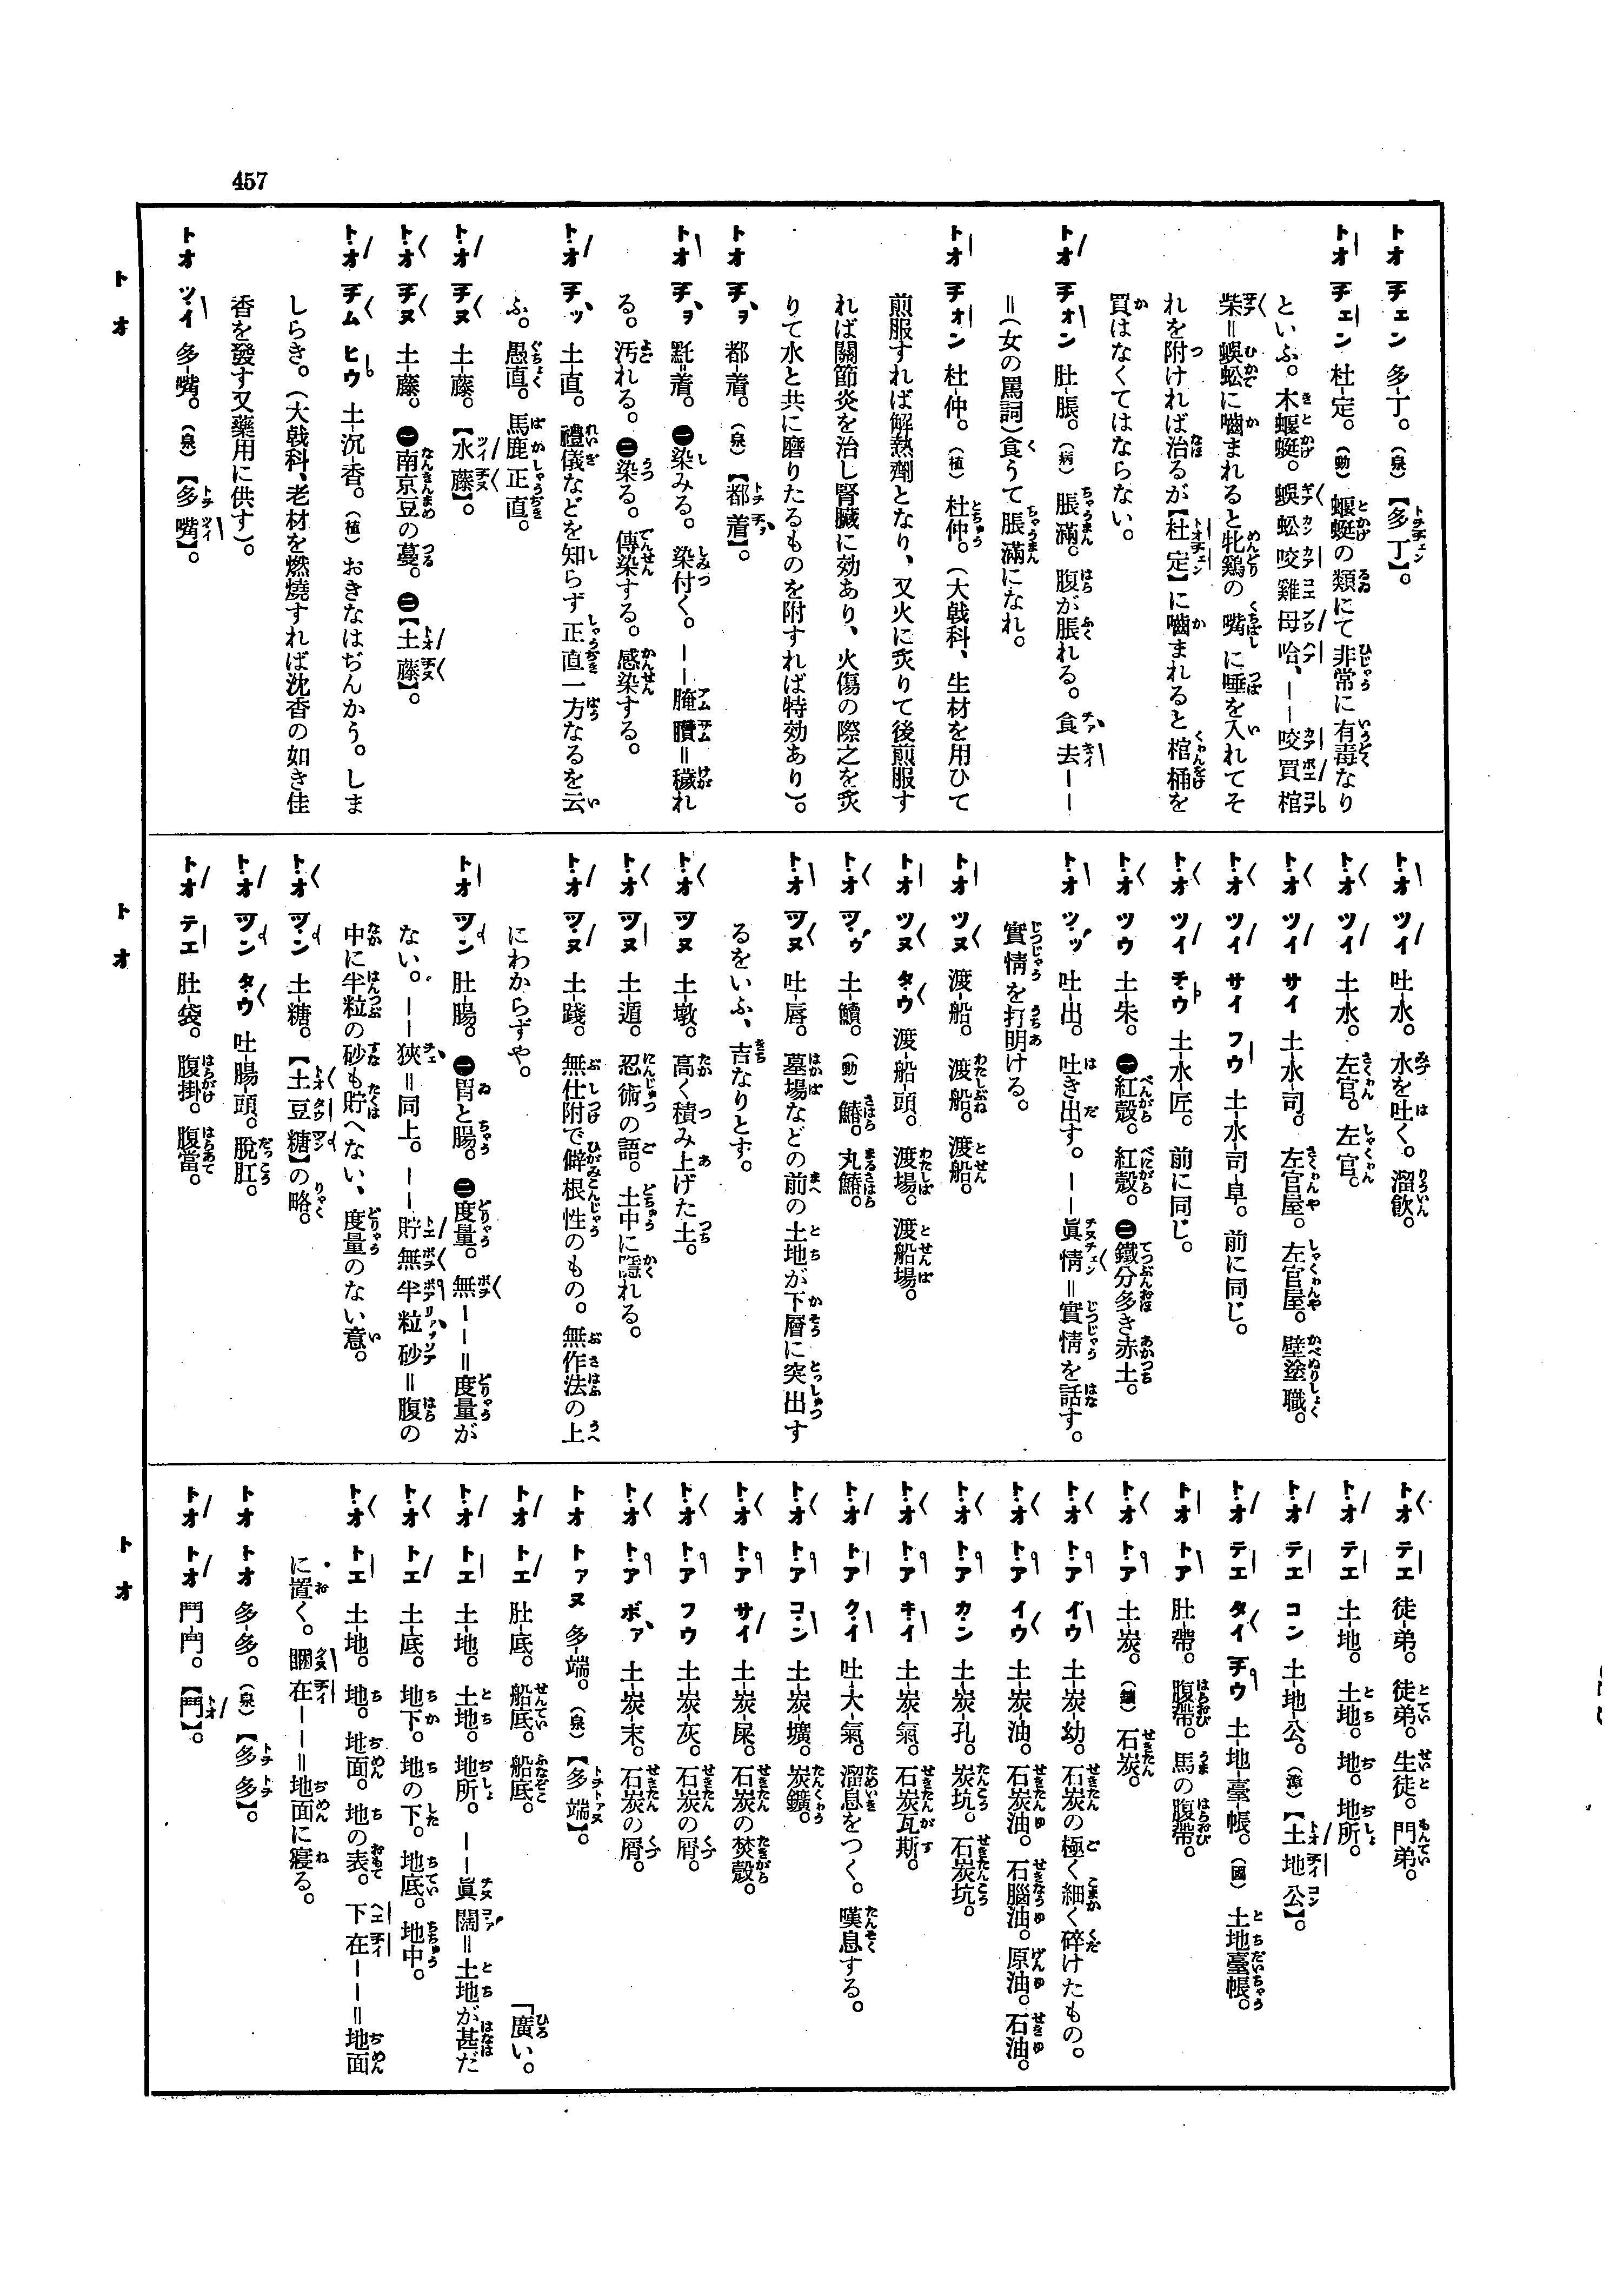 457
トオ チェン 多-丁。（泉）【多丁】。
トオ チェン 杜-定。（動）蝘蜓の類にて非常に有毒なり
といふ。木蝘蜓。蜈蚣咬雞母哈、——咬買棺
柴＝蜈蚣に嚙まれると牝鷄の嘴に唾を入れてそ
れを附ければ治るが【杜定】に嚙まれると棺桶を
買はなくてはならない。
トオ チォン 肚-脹。（病）脹滿。腹が脹れる。食去——
＝（女の罵詞）食うて脹滿になれ。
トオ チォン 杜-仲。（植）杜仲。（大戟科、生材を用ひて
煎服すれば解熱劑となり、又火に炙りて後煎服す
れば關節炎を治し腎臓に効あり、火傷の際之を炙
りて水と共に磨りたるものを附すれば特効あり）。
トオ チヲ 都-着。（泉）【都着】。
トオ チヲ 黗=着。㊀染みる。染付く。——腌臢＝穢れ
る。汚れる。㊁染る。傳染する。感染する。
トオ チッ 土-直。禮儀などを知らず正直一方なるを云
ふ。愚直。馬鹿正直。
トオ チヌ 土-藤。【水藤】。
トオ チヌ 土-藤。㊀南京豆の蔓。㊁【土藤】。
トオ チム ヒウ 土-沉-香。（植）おきなはぢんかう。しま
しらき。（大戟科、老材を燃燒すれば沈香の如き佳
香を發す又藥用に供す）。
トオ ツイ 多-嘴。（泉）【多嘴】。
トオ ツイ 吐-水。水を吐く。溜飮。
トオ ツイ 土-水。左官。左官。
トオ ツイ サイ 土-水-司。左官屋。左官屋。壁塗職。
トオ ツイ サイ フウ 土-水-司-阜。前に同じ。
トオ ツイ チウ 土-水-匠。前に同じ。
トオ ツウ 土-朱。㊀紅殼。紅殼。㊁鐵分多き赤土。
トオ ツッ 吐-出。吐き出す。——眞情＝實情を話す。
實情を打明ける。
トオ ツヌ 渡-船。渡船。渡船。
トオ ツヌ タウ 渡-船-頭。渡場。渡船場。
トオ ツゥ 土-鱝。（動）鰆。丸鰆。
トオ ツヌ 吐-唇。墓場などの前の土地が下層に突出す
るをいふ、吉なりとす。
トオ ツヌ 土-墩。高く積み上げた土。
トオ ツヌ 土-遁。忍術の語。土中に隱れる。
トオ ツヌ 土-踐。無仕附で僻根性のもの。無作法の上
にわからずや。
トオ ツン 肚-腸。㊀胃と腸。㊁度量。無——＝度量が
ない。——狹＝同上。——貯無半粒砂＝腹の
中に半粒の砂も貯へない、度量のない意。
トオ ツン 土-糖。【土豆糖】の略。
トオ ツン タウ 吐-腸-頭。脫肛。
トオ テエ 肚-袋。腹掛。腹當。
トオ テエ 徒-弟。徒弟。生徒。門弟。
トオ テエ 土-地。土地。地。地所。
トオ テエ コン 土-地-公。（漳）【土地公】。
トオ テエ タイ チウ 土-地-臺-帳。（國）土地臺帳。
トオ トア 肚-帶。腹帶。馬の腹帶。
トオ トア 土-炭。（鑛）石炭。
トオ トア イウ 土-炭-幼。石炭の極く細く碎けたもの。
トオ トア イウ 土-炭-油。石炭油。石腦油。原油。石油。
トオ トア カン 土-炭-孔。炭坑。石炭坑。
トオ トア キイ 土-炭-氣。石炭瓦斯。
トオ トア クイ 吐-大-氣。溜息をつく。嘆息する。
トオ トア コン 土-炭-壙。炭鑛。
トオ トア サイ 土-炭-屎。石炭の焚殼。
トオ トア フウ 土-炭-灰。石炭の屑。
トオ トア ボァ 土-炭-末。石炭の屑。
トオ トァヌ 多-端。（泉）【多端】。
トオ トエ 肚-底。船底。船底。
トオ トエ 土-地。土地。地所。——眞闊＝土地が甚だ
「廣い。
トオ トエ 土-底。地下。地の下。地底。地中。
トオ トエ 土-地。地。地面。地の表。下在——＝地面
に置く。睏在——＝地面に寢る。
トオ トオ 多-多。（泉）【多多】。
トオ トオ 鬥-鬥。【鬥】。
トオ
トオ
トオ